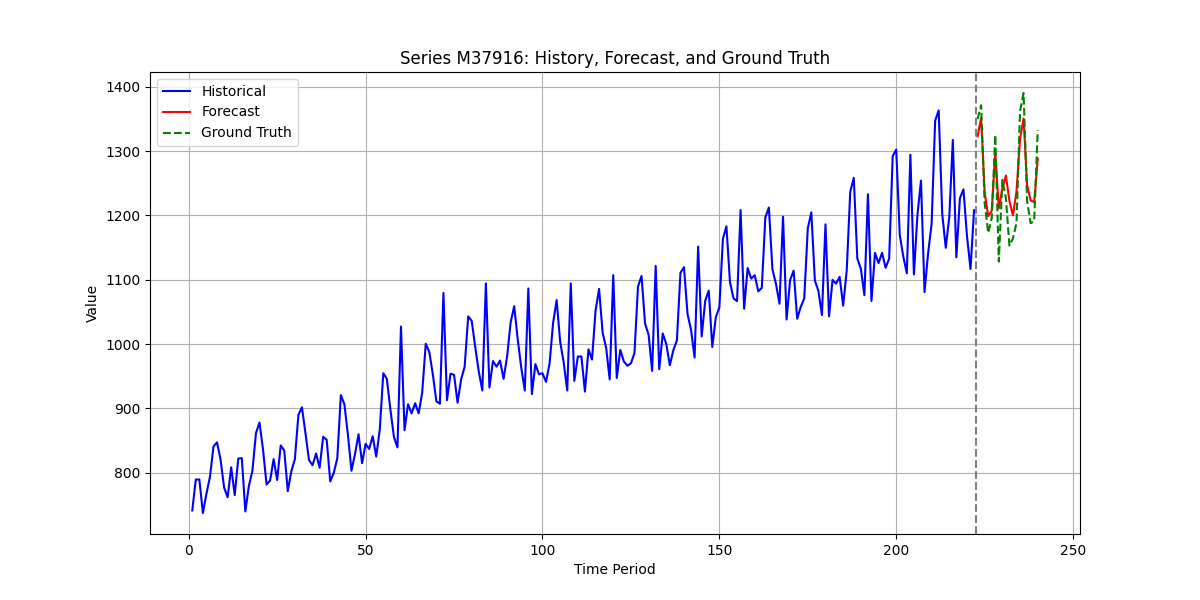 Series M37916: History, Forecast, and Ground Truth
Historical
Forecast
Ground Truth
Value
1400
1300
1200
1100
1000
900
800
0
50
100
150
200
250
Time Period